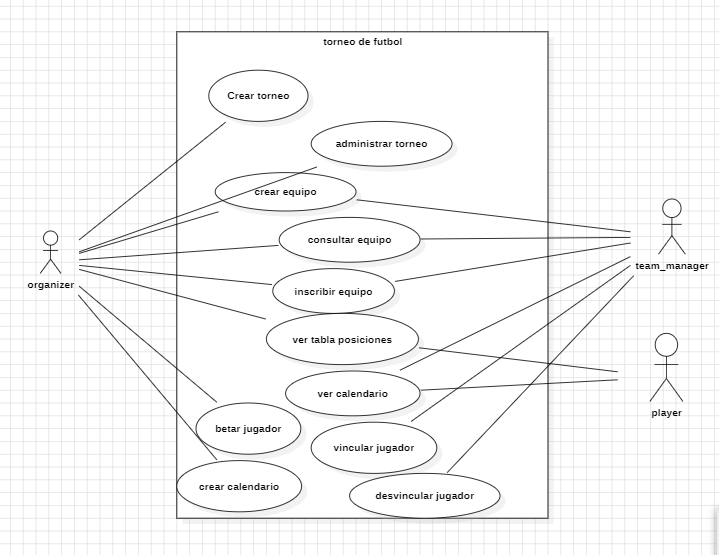 torneo de futbol
Crear torneo
administrar torneo
crear equipo
consultar equipo
team_manager
organizer
inscribir equipo
ver tabla posiciones
ver calendario
player
betar jugador
vincular jugador
crear calendario
desvincular jugador